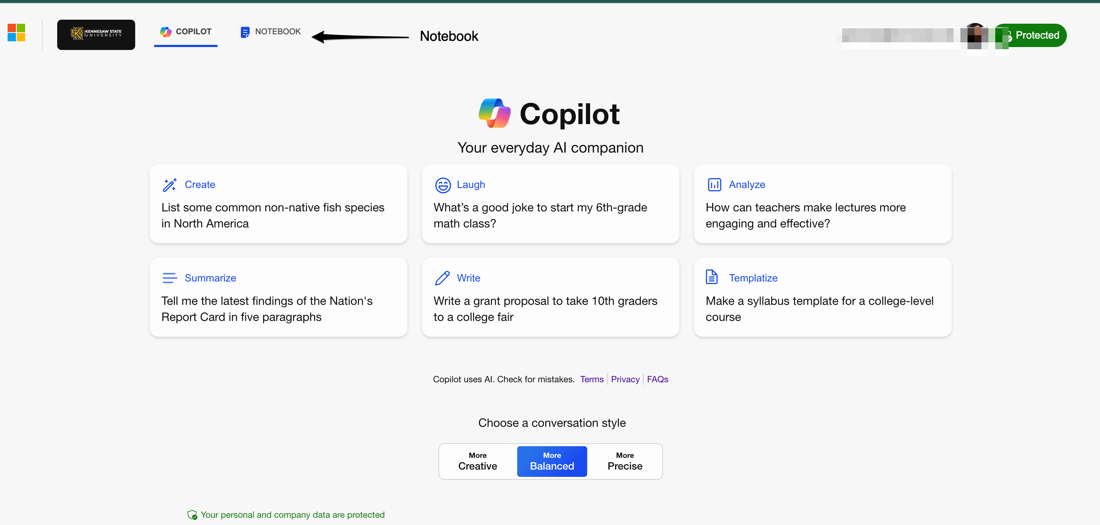 KENNESAW STATE
UNIVERSITY
COPILOT
NOTEBOOK
Notebook
Protected
Copilot
Your everyday AI companion
Create
List some common non-native fish species
in North America
Laugh
What's a good joke to start my 6th-grade
math class?
Analyze
How can teachers make lectures more
engaging and effective?
Summarize
Tell me the latest findings of the Nation's
Report Card in five paragraphs
Write
Write a grant proposal to take 10th graders
to a college fair
Templatize
Make a syllabus template for a college-level
course
Copilot uses AI. Check for mistakes. Terms Privacy FAQs
Choose a conversation style
More
Creative
More
Balanced
More
Precise
Your personal and company data are protected